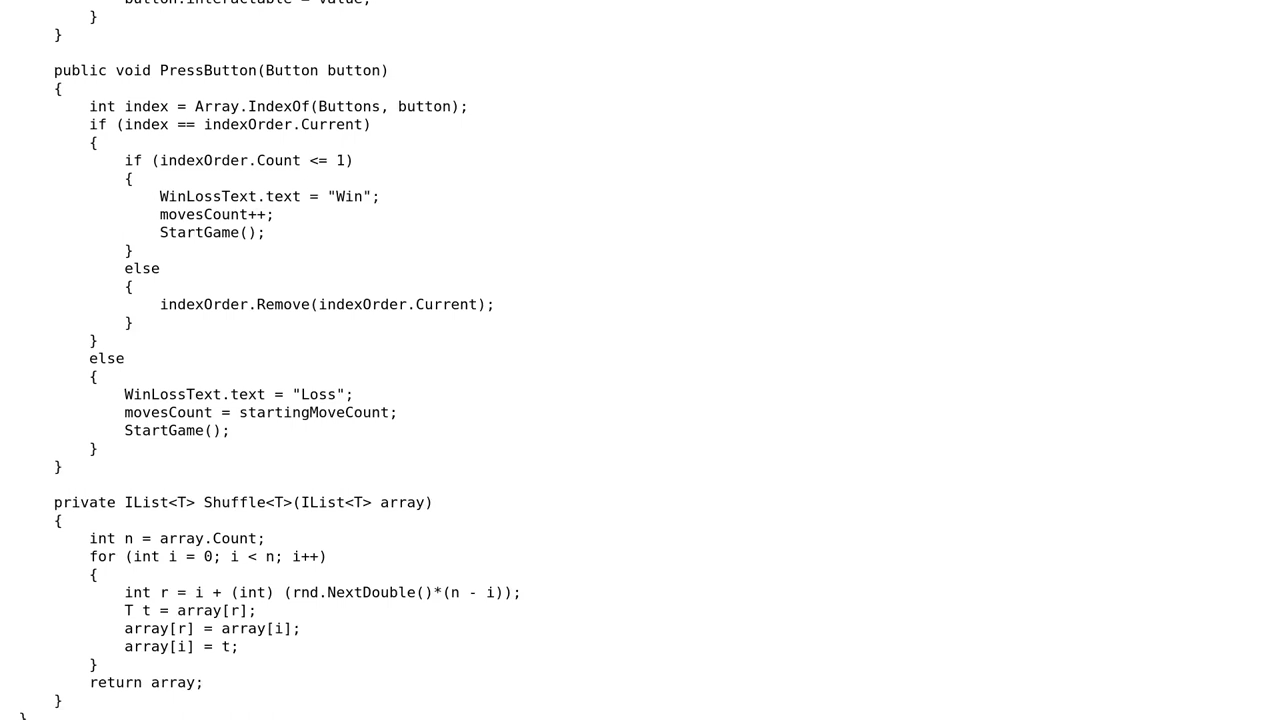 button.interactable = value;
}
}
public void PressButton(Button button)
{
int index = Array.IndexOf(Buttons, button);
if (index == indexOrder.Current)
{
if (indexOrder.Count <= 1)
{
WinLossText.text = "Win";
movesCount++;
StartGame();
}
else
{
indexOrder.Remove(indexOrder.Current);
}
}
else
{
WinLossText.text = "Loss";
movesCount = startingMoveCount;
StartGame();
}
}
private IList<T> Shuffle<T>(IList<T> array)
{
int n = array.Count;
for (int i = 0; i < n; i++)
{
int r = i + (int) (rnd.NextDouble()*(n - i));
T t = array[r];
array[r] = array[i];
array[i] = t;
}
return array;
}
}